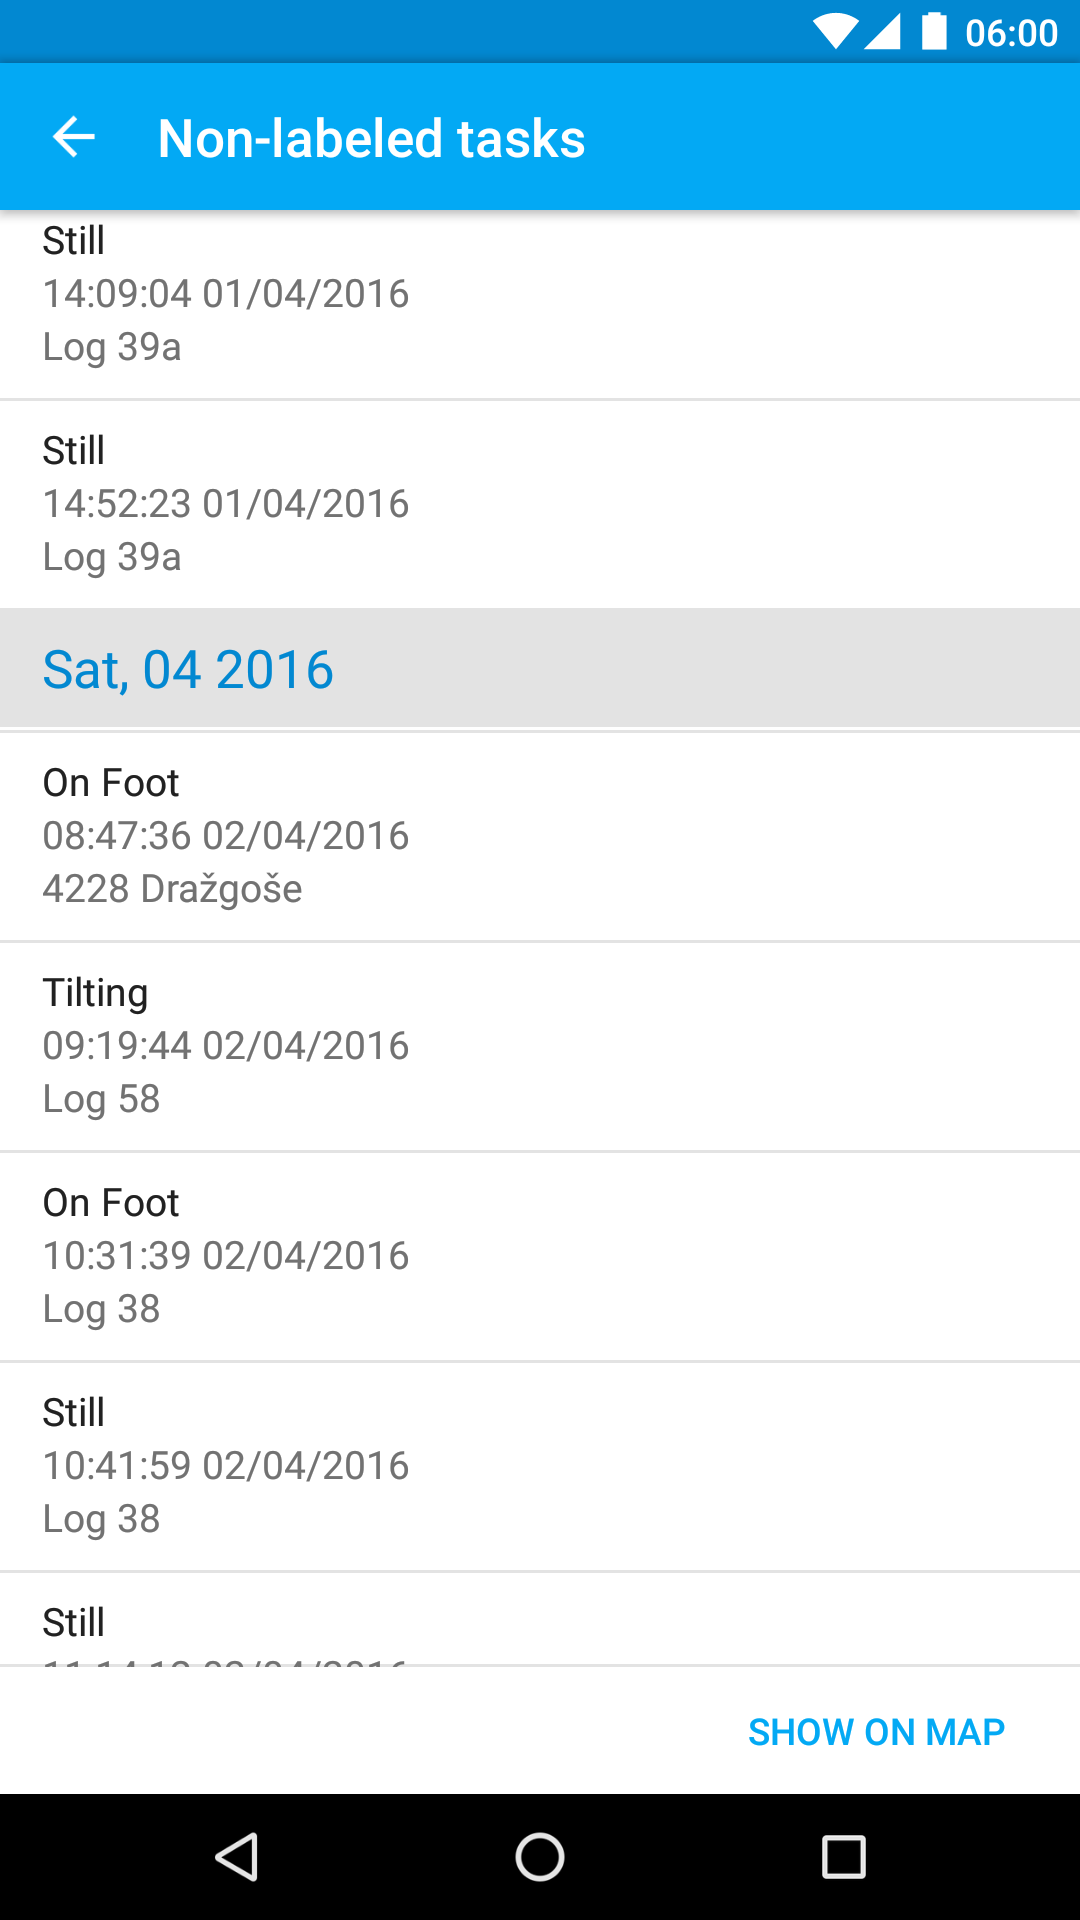 06:00
Non-labeled tasks
Still
14:09:04 01/04/2016
Log 39a
Still
14:52:23 01/04/2016
Log 39a
Sat, 04 2016
On Foot
08:47:36 02/04/2016
4228 Dražgoše
Tilting
09:19:44 02/04/2016
Log 58
On Foot
10:31:39 02/04/2016
Log 38
Still
10:41:59 02/04/2016
Log 38
Still
SHOW ON MAP